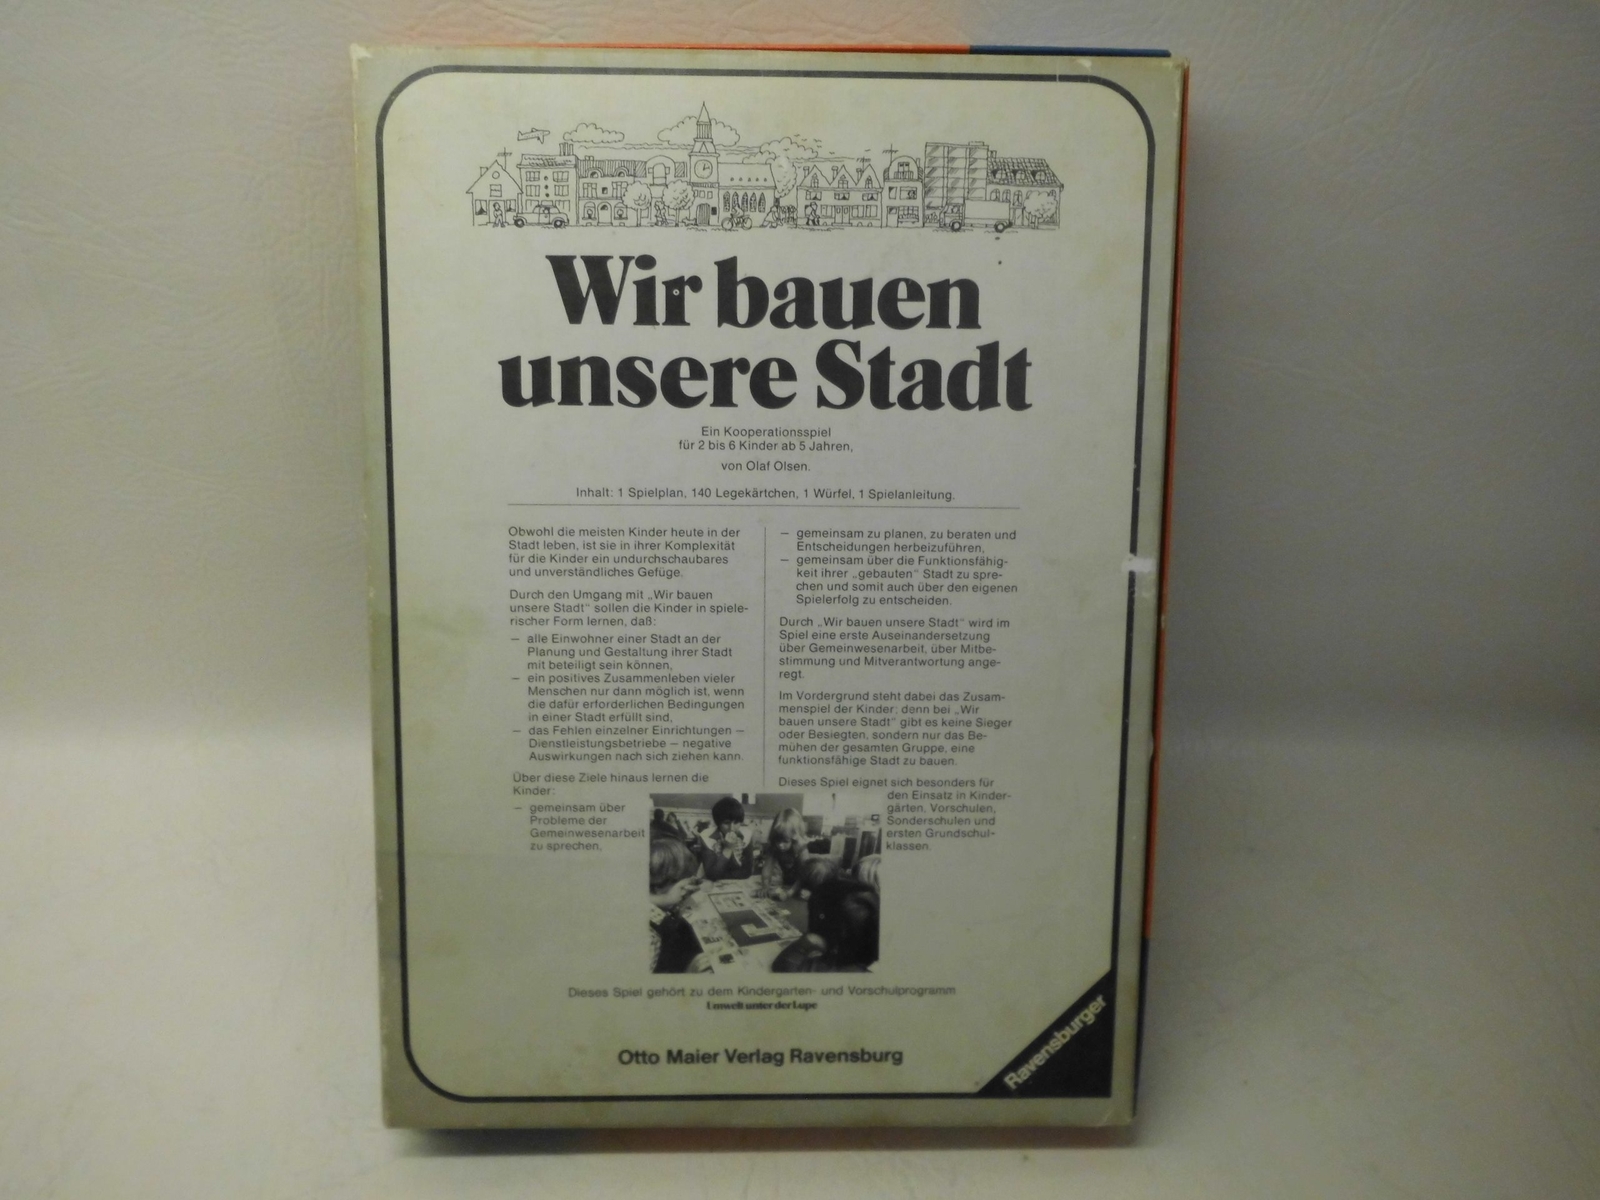 Wir bauen
unsere Stadt
Ein Kooperationsspiel
für 2 bis 6 Kinder ab 5 Jahren,
von Olaf Olsen.
Inhalt: 1 Spielplan, 140 Legekärtchen, 1 Würfel, 1 Spielanleitung.
Obwohl die meisten Kinder heute in der
Stadt leben, ist sie in ihrer Komplexität
für die Kinder ein undurchschaubares
und unverständliches Gefüge.
Durch den Umgang mit „Wir bauen
unsere Stadt“ sollen die Kinder in spiele-
rischer Form lernen, daß:
– alle Einwohner einer Stadt an der
Planung und Gestaltung ihrer Stadt
mit beteiligt sein können,
– ein positives Zusammenleben vieler
Menschen nur dann möglich ist, wenn
die dafür erforderlichen Bedingungen
in einer Stadt erfüllt sind,
– das Fehlen einzelner Einrichtungen –
Dienstleistungsbetriebe – negative
Auswirkungen nach sich ziehen kann.
Über diese Ziele hinaus lernen die
Kinder:
– gemeinsam über
Probleme der
Gemeinwesenarbeit
zu sprechen,
– gemeinsam zu planen, zu beraten und
Entscheidungen herbeizuführen,
– gemeinsam über die Funktionsfähig-
keit ihrer „gebauten“ Stadt zu spre-
chen und somit auch über den eigenen
Spielerfolg zu entscheiden.
Durch „Wir bauen unsere Stadt“ wird im
Spiel eine erste Auseinandersetzung
über Gemeinwesenarbeit, über Mitbe-
stimmung und Mitverantwortung ange-
regt.
Im Vordergrund steht dabei das Zusam-
menspiel der Kinder; denn bei „Wir
bauen unsere Stadt“ gibt es keine Sieger
oder Besiegten, sondern nur das Be-
mühen der gesamten Gruppe, eine
funktionsfähige Stadt zu bauen.
Dieses Spiel eignet sich besonders für
den Einsatz in Kinder-
gärten, Vorschulen,
Sonderschulen und
ersten Grundschul-
klassen.
Dieses Spiel gehört zu dem Kindergarten- und Vorschulprogramm
Umwelt unter der Lupe
Otto Maier Verlag Ravensburg
Ravensburger